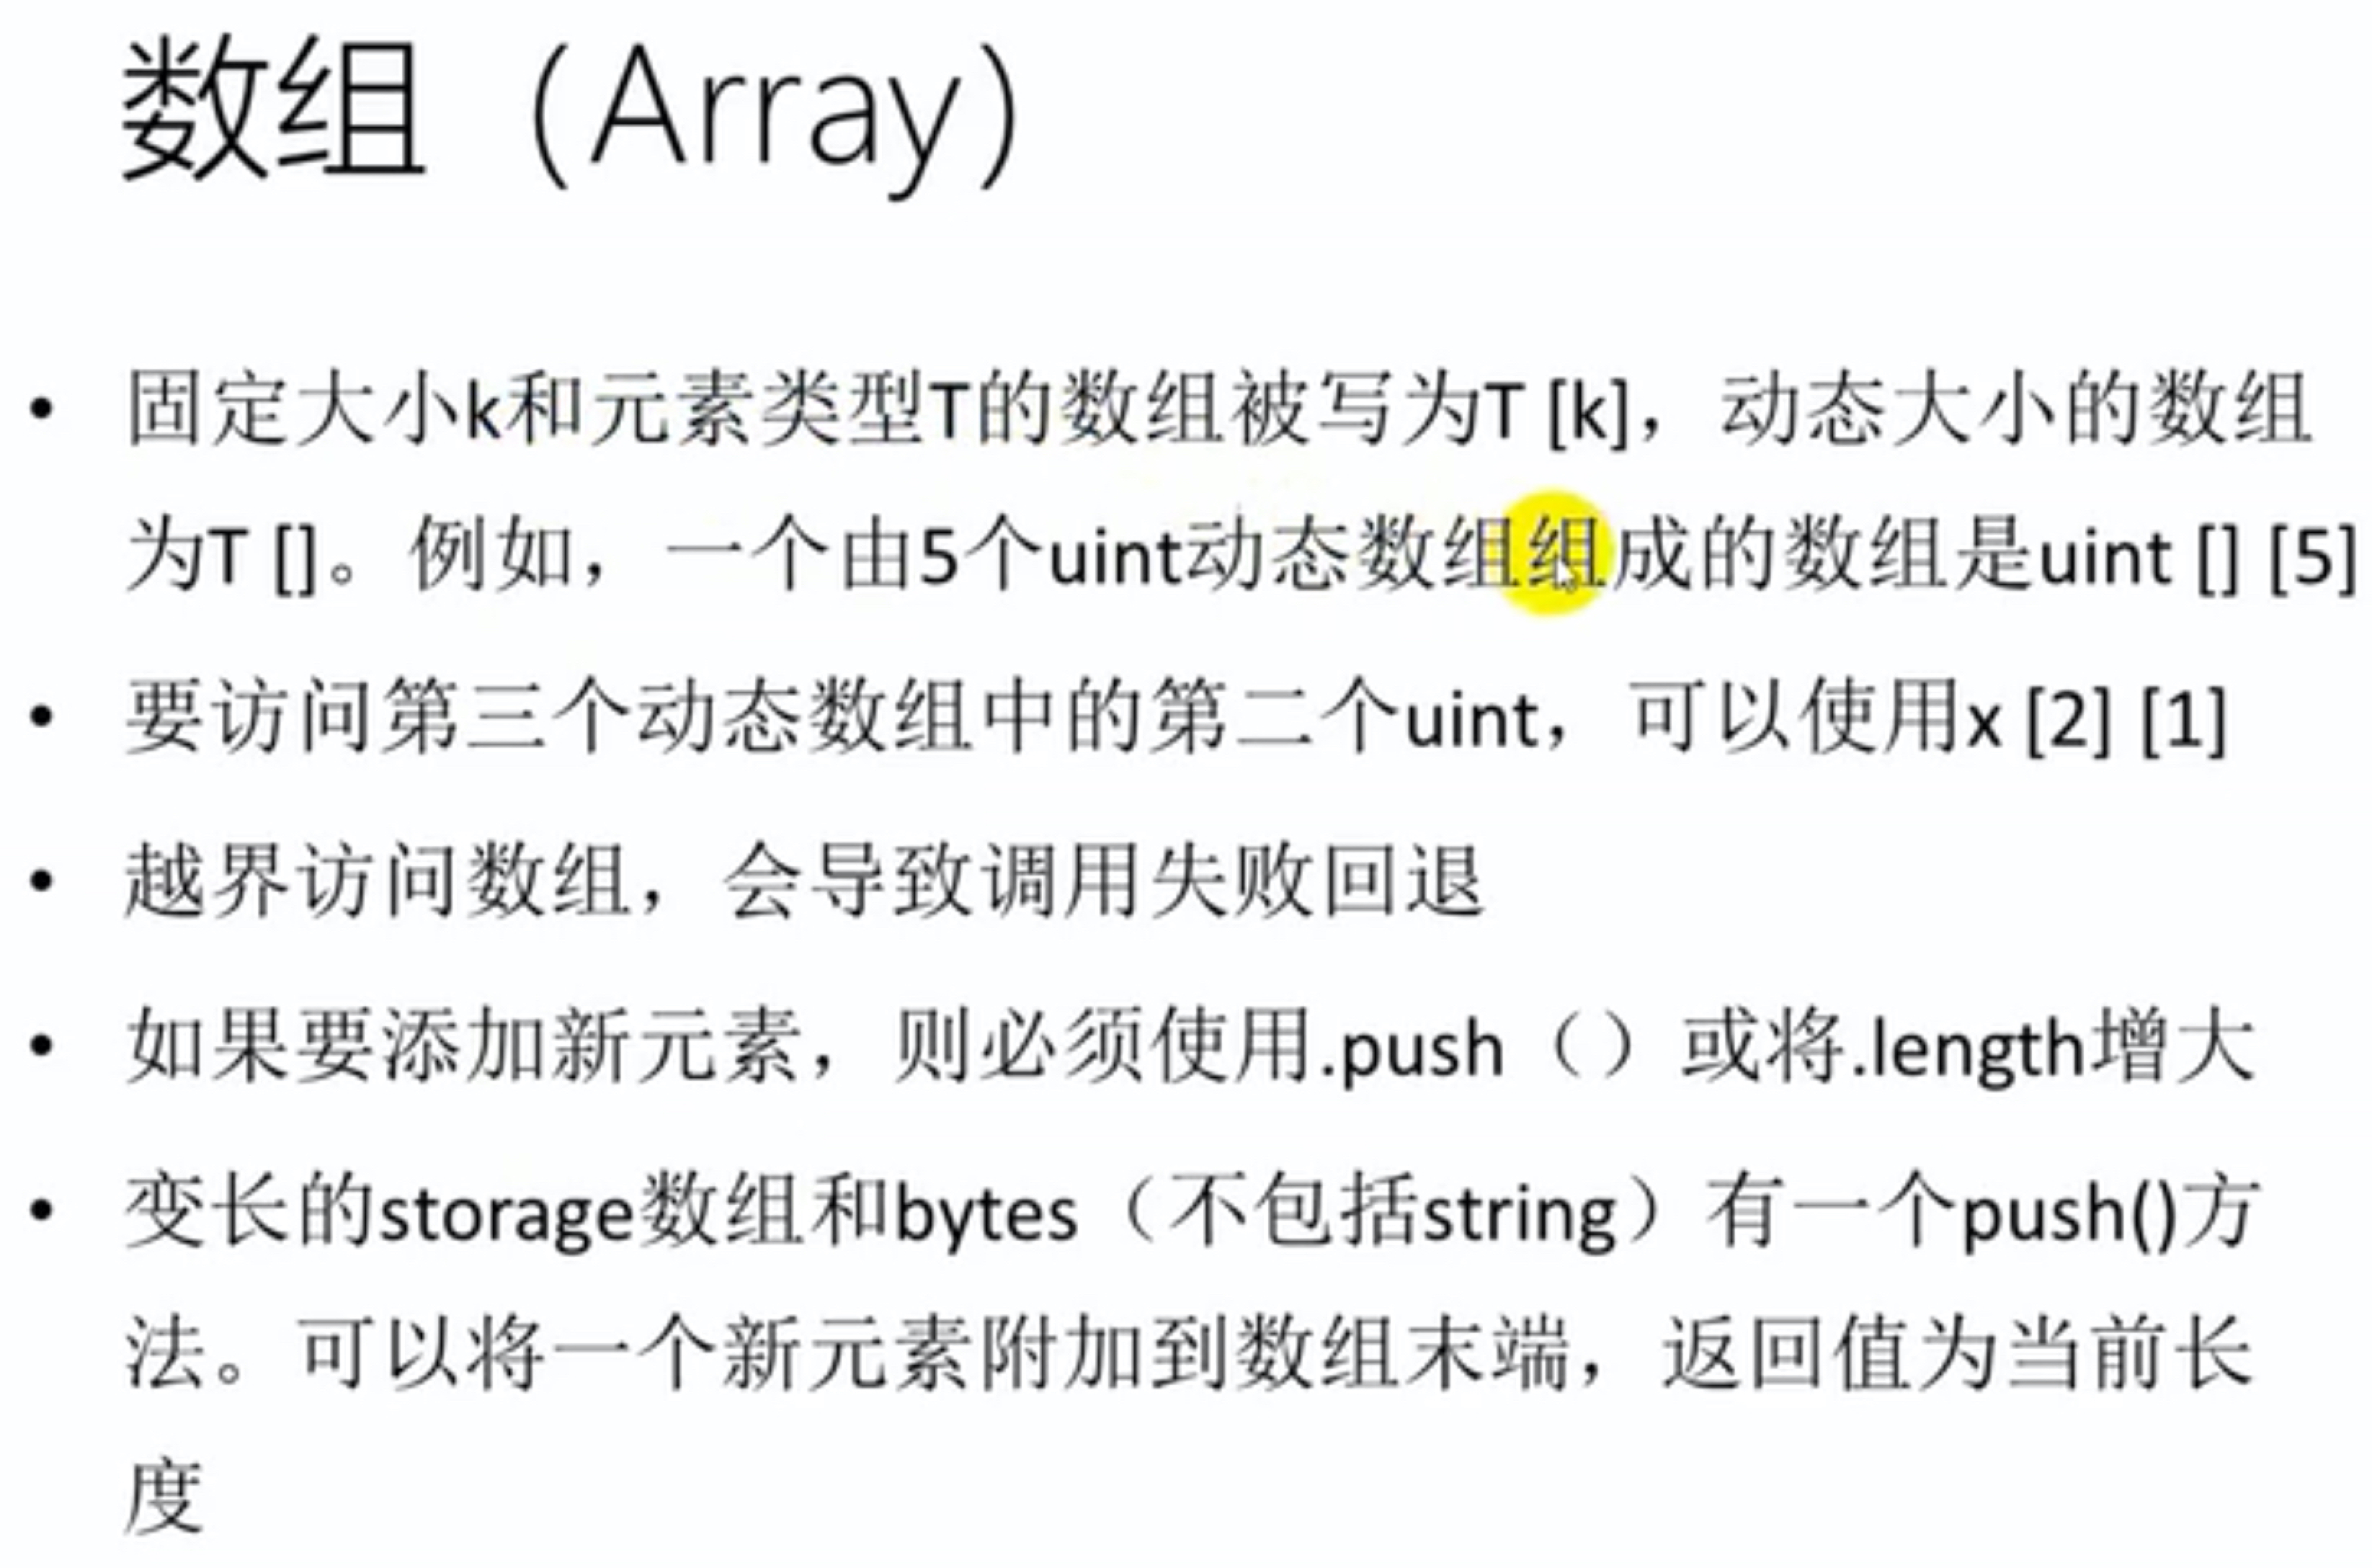 数组（Array）
• 固定大小k和元素类型T的数组被写为T [k]，动态大小的数组
为T []。例如，一个由5个uint动态数组组成的数组是uint [] [5]
• 要访问第三个动态数组中的第二个uint，可以使用x [2] [1]
• 越界访问数组，会导致调用失败回退
• 如果要添加新元素，则必须使用.push（）或将.length增大
• 变长的storage数组和bytes（不包括string）有一个push()方
法。可以将一个新元素附加到数组末端，返回值为当前长
度